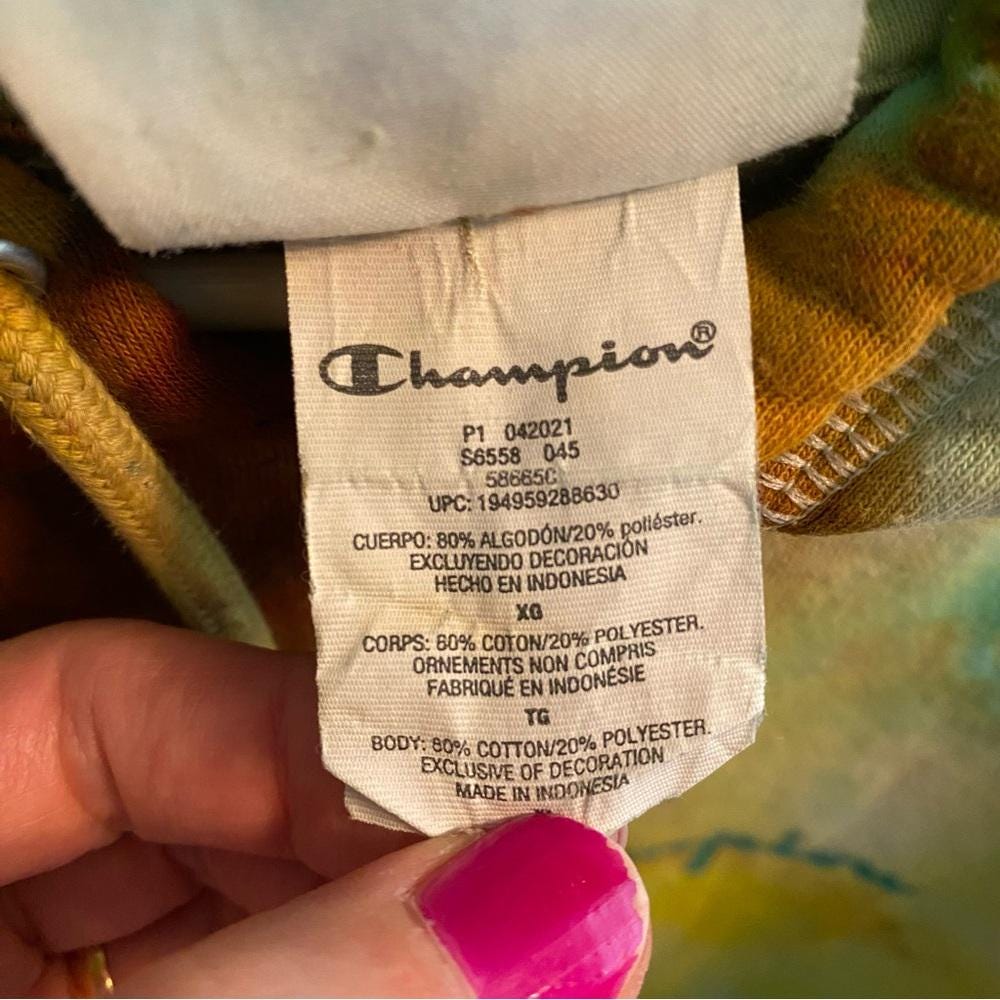 Champion®
P1 042021
S6558 045
58665C
UPC: 194959288630
CUERPO: 80% ALGODÓN/20% poliéster.
EXCLUYENDO DECORACIÓN
HECHO EN INDONESIA
XG
CORPS: 80% COTON/20% POLYESTER.
ORNEMENTS NON COMPRIS
FABRIQUÉ EN INDONÉSIE
TG
BODY: 80% COTTON/20% POLYESTER.
EXCLUSIVE OF DECORATION
MADE IN INDONESIA